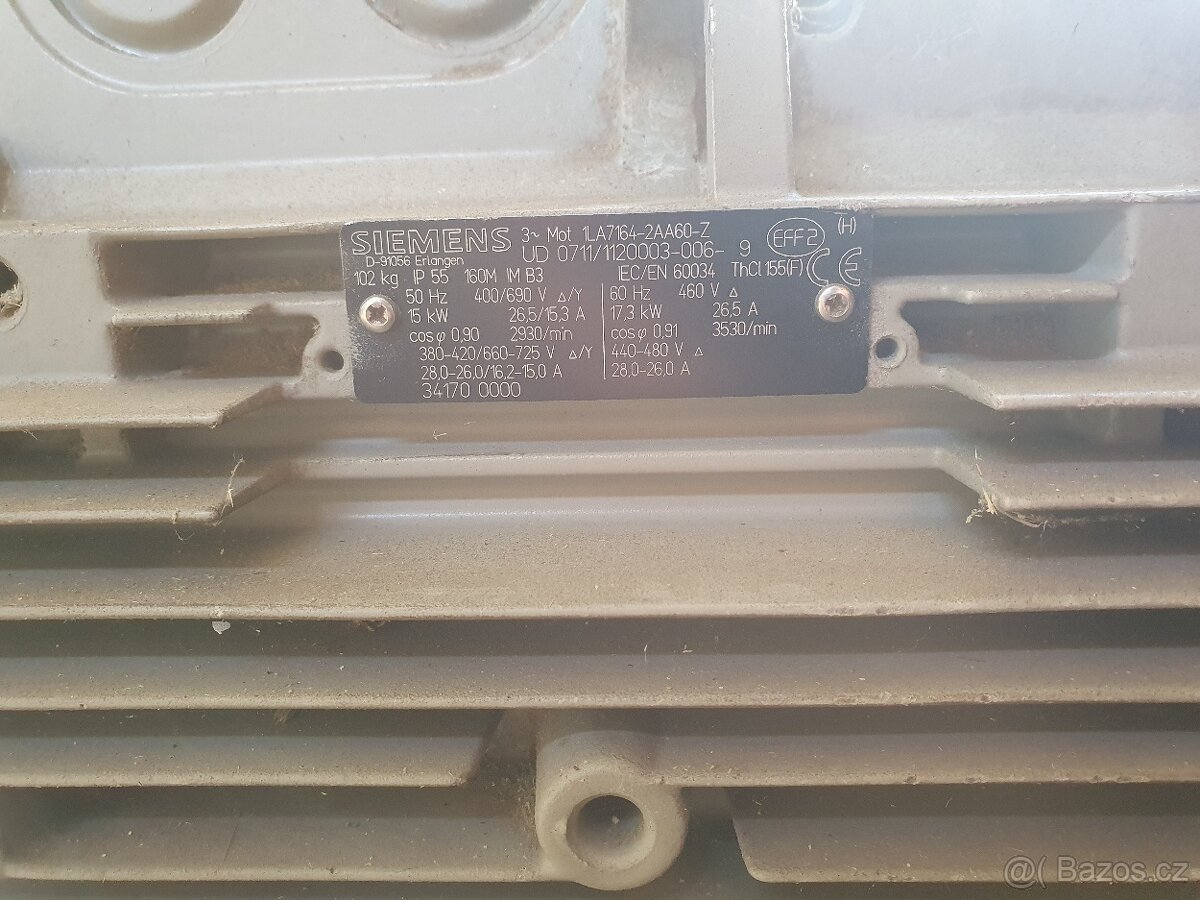 SIEMENS 3~ Mot 1LA7164-2AA60-Z EFF2 (H)
D-91056 Erlangen UD 0711/1120003-006- 9
102 kg IP 55 160M IM B3 IEC/EN 60034 ThCl.155(F) CE
50 Hz 400/690 V Δ/Y 60 Hz 460 V Δ
15 kW 26,5/15,3 A 17,3 kW 26,5 A
cosφ 0,90 2930/min cosφ 0,91 3530/min
380-420/660-725 V Δ/Y 440-480 V Δ
28,0-26,0/16,2-15,0 A 28,0-26,0 A
34170 0000
@( Bazos.cz